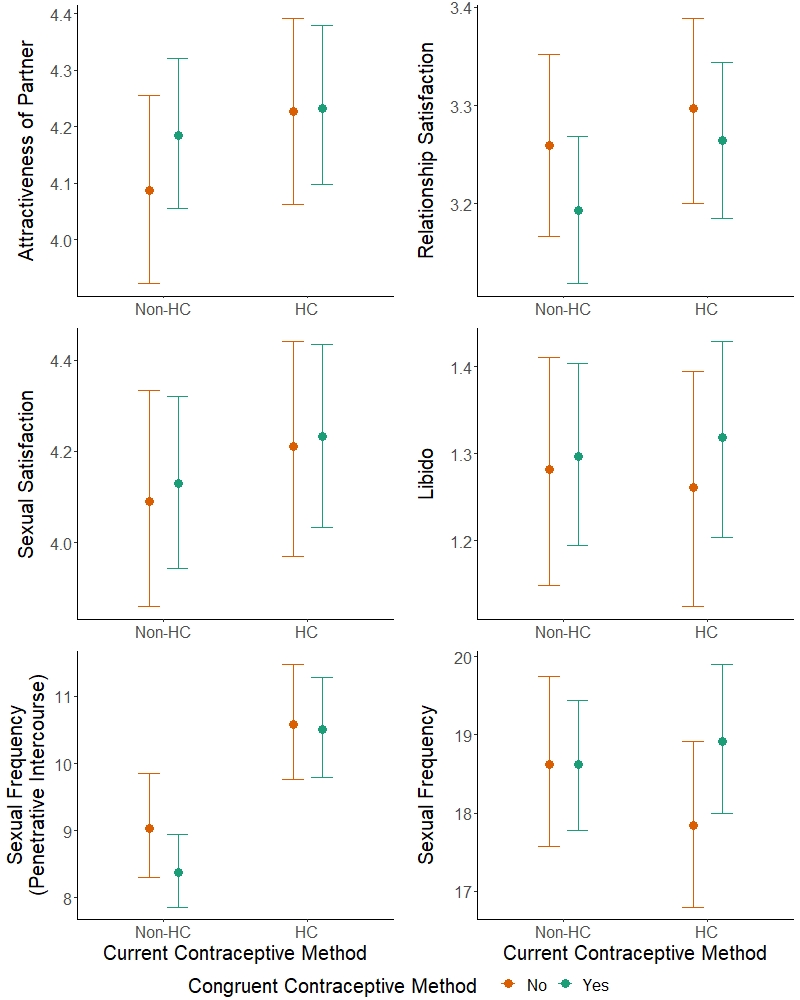 Attractiveness of Partner
4.4
4.3
4.2
4.1
4.0
Non-HC
HC
Relationship Satisfaction
3.4
3.3
3.2
Non-HC
HC
Sexual Satisfaction
4.4
4.2
4.0
Non-HC
HC
Libido
1.4
1.3
1.2
Non-HC
HC
Sexual Frequency
(Penetrative Intercourse)
11
10
9
8
Non-HC
HC
Current Contraceptive Method
Sexual Frequency
20
19
18
17
Non-HC
HC
Current Contraceptive Method
Congruent Contraceptive Method No Yes